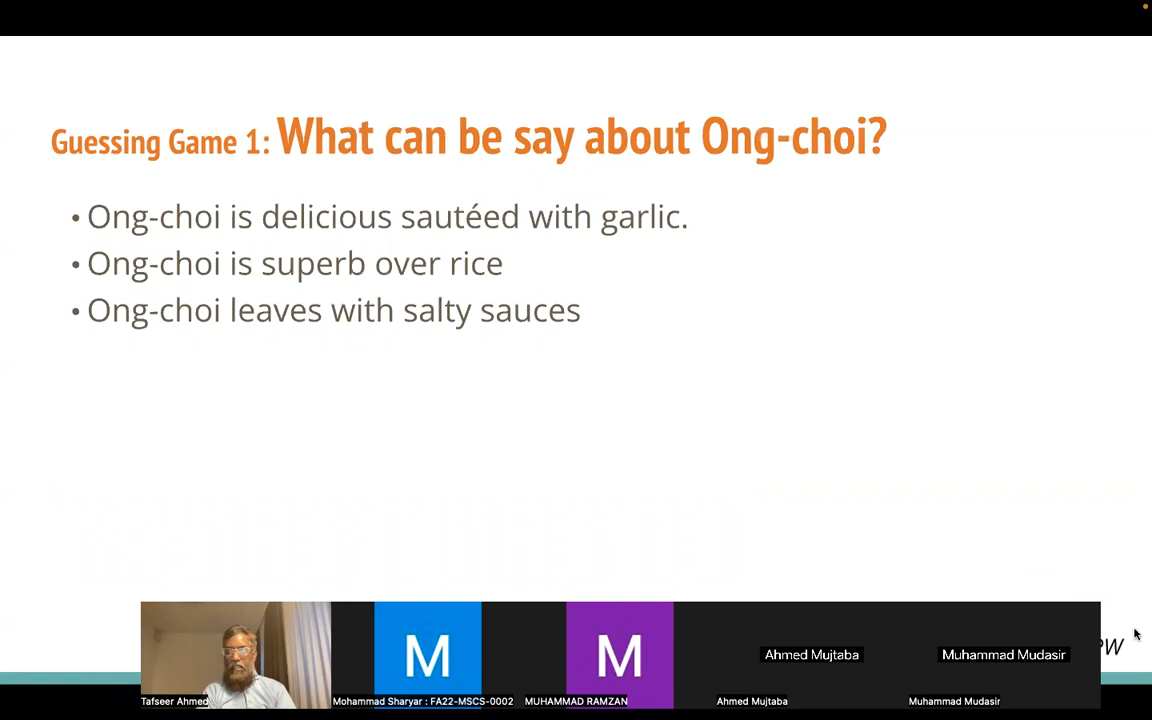 Guessing Game 1: What can be say about Ong-choi?
• Ong-choi is delicious sautéed with garlic.
• Ong-choi is superb over rice
• Ong-choi leaves with salty sauces
PW
M
M
Ahmed Mujtaba
Muhammad Mudasir
Tafseer Ahmed
Mohammad Sharyar : FA22-MSCS-0002
MUHAMMAD RAMZAN
Ahmed Mujtaba
Muhammad Mudasir